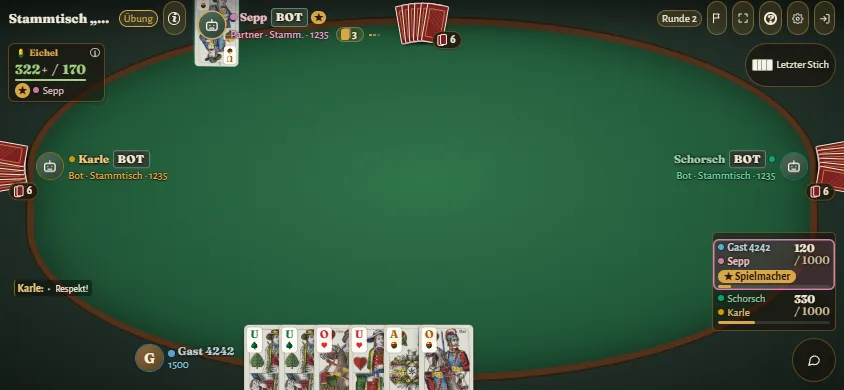 Stammtisch „…
Übung
Sepp BOT
Partner · Stamm. · 1235
3
6
Runde 2
Eichel
322+ / 170
Sepp
Letzter Stich
Karle BOT
Bot · Stammtisch · 1235
6
Schorsch BOT
Bot · Stammtisch · 1235
6
Gast 4242 120
Sepp /1000
Spielmacher
Schorsch 330
Karle /1000
Karle: · Respekt!
G
Gast 4242
1500
U U O U A O